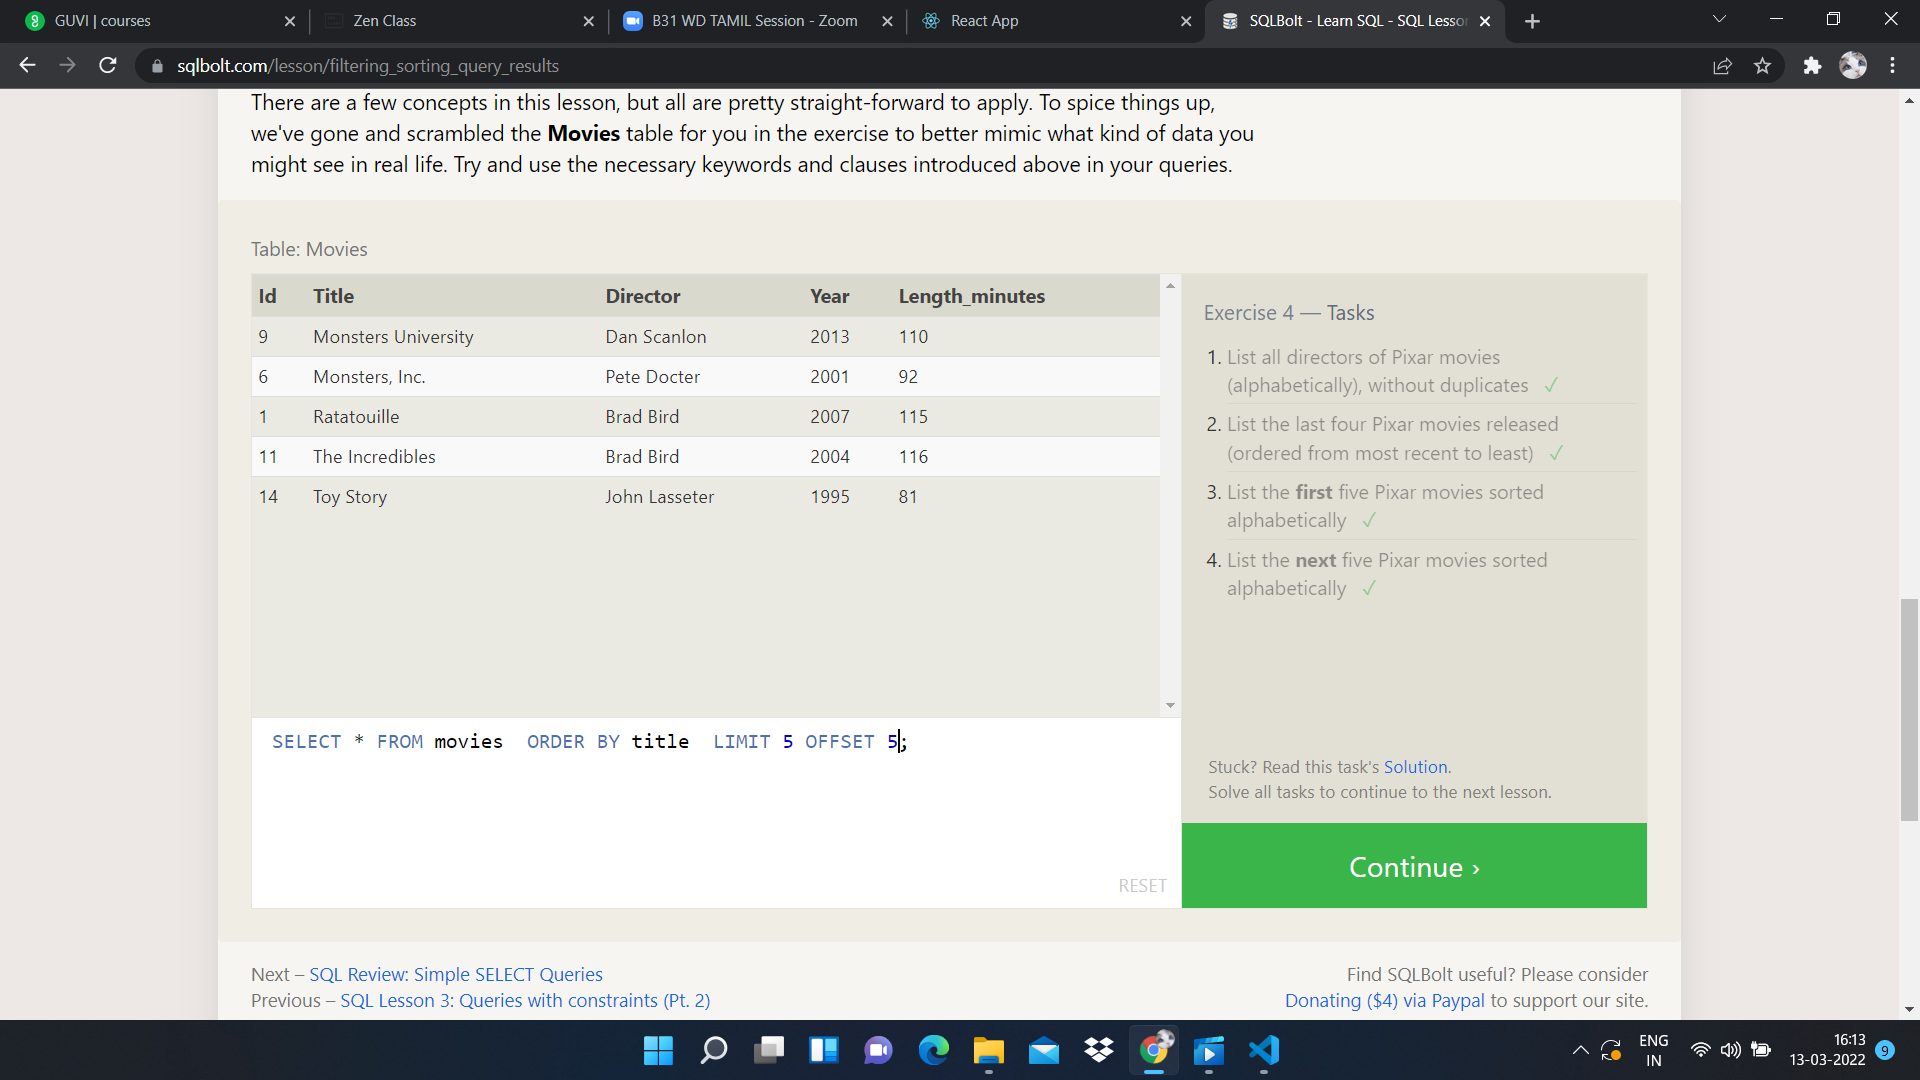 GUVI | courses
Zen Class
B31 WD TAMIL Session - Zoom
React App
SQLBolt - Learn SQL - SQL Lesso
sqlbolt.com/lesson/filtering_sorting_query_results
There are a few concepts in this lesson, but all are pretty straight-forward to apply. To spice things up,
we've gone and scrambled the Movies table for you in the exercise to better mimic what kind of data you
might see in real life. Try and use the necessary keywords and clauses introduced above in your queries.
Table: Movies
Id Title Director Year Length_minutes
9 Monsters University Dan Scanlon 2013 110
6 Monsters, Inc. Pete Docter 2001 92
1 Ratatouille Brad Bird 2007 115
11 The Incredibles Brad Bird 2004 116
14 Toy Story John Lasseter 1995 81
SELECT * FROM movies  ORDER BY title  LIMIT 5 OFFSET 5;
RESET
Exercise 4 — Tasks
1. List all directors of Pixar movies
(alphabetically), without duplicates ✓
2. List the last four Pixar movies released
(ordered from most recent to least) ✓
3. List the first five Pixar movies sorted
alphabetically ✓
4. List the next five Pixar movies sorted
alphabetically ✓
Stuck? Read this task's Solution.
Solve all tasks to continue to the next lesson.
Continue ›
Next – SQL Review: Simple SELECT Queries
Previous – SQL Lesson 3: Queries with constraints (Pt. 2)
Find SQLBolt useful? Please consider
Donating ($4) via Paypal to support our site.
ENG
IN
16:13
13-03-2022
9